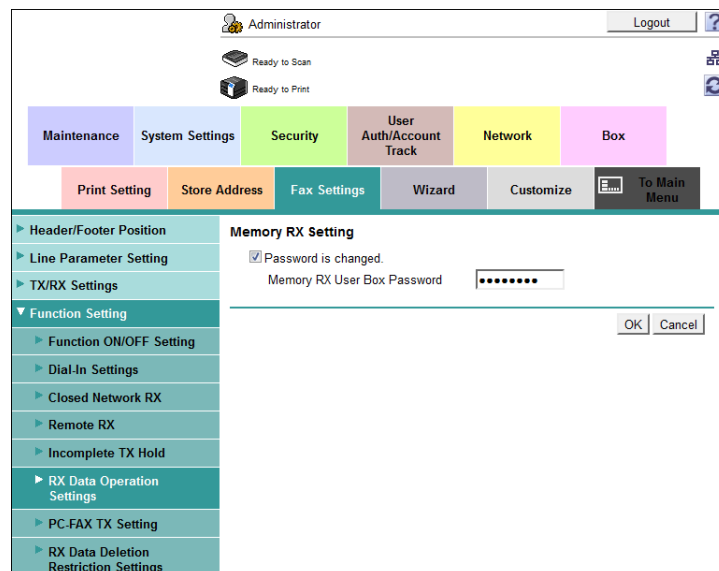 Administrator
Logout
?
Ready to Scan
Ready to Print
Maintenance
System Settings
Security
User
Auth/Account
Track
Network
Box
Print Setting
Store Address
Fax Settings
Wizard
Customize
To Main
Menu
Header/Footer Position
Line Parameter Setting
TX/RX Settings
Function Setting
Function ON/OFF Setting
Dial-In Settings
Closed Network RX
Remote RX
Incomplete TX Hold
RX Data Operation
Settings
PC-FAX TX Setting
RX Data Deletion
Restriction Settings
Memory RX Setting
Password is changed.
Memory RX User Box Password
••••••••
OK
Cancel